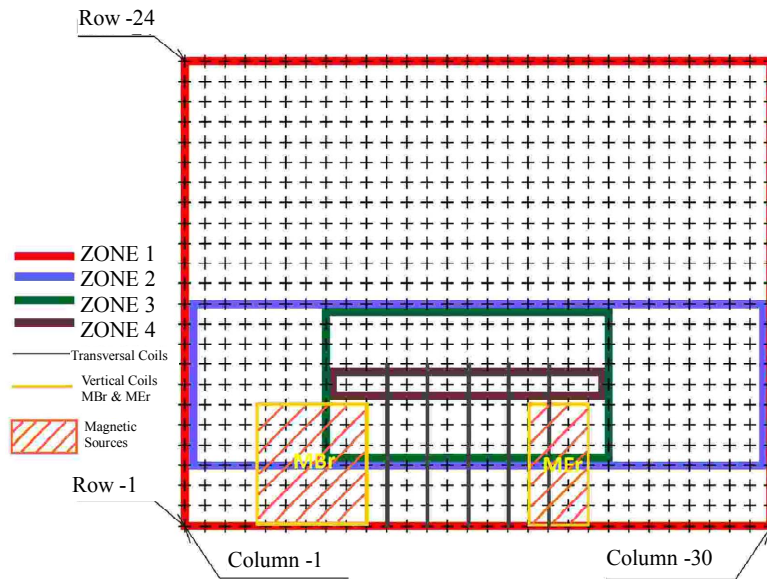 Row -24
ZONE 1
ZONE 2
ZONE 3
ZONE 4
Transversal Coils
Vertical Coils
MBr & MEr
Magnetic
Sources
MBr
MEr
Row -1
Column -1
Column -30